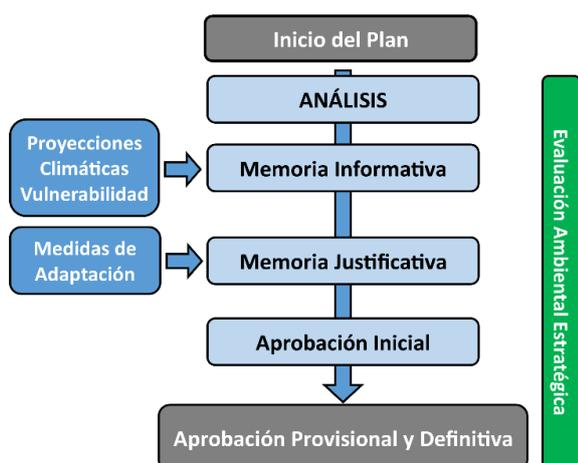 Inicio del Plan
ANÁLISIS
Proyecciones
Climáticas
Vulnerabilidad
Memoria Informativa
Medidas de
Adaptación
Memoria Justificativa
Aprobación Inicial
Aprobación Provisional y Definitiva
Evaluación Ambiental Estratégica